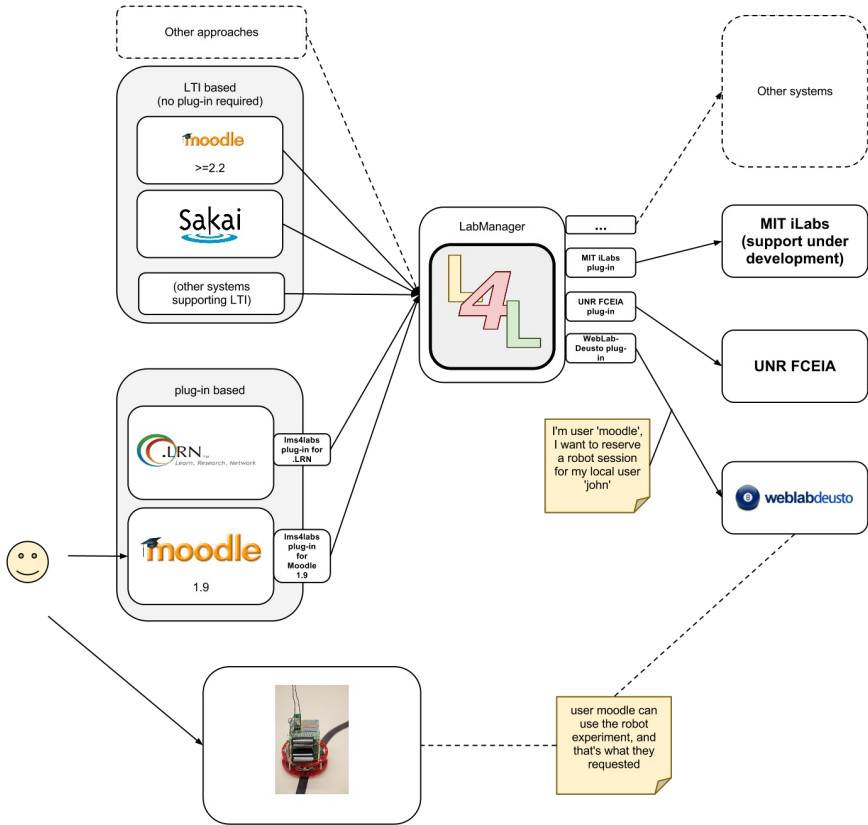 Other approaches
LTI based
(no plug-in required)
moodle
>=2.2
Sakai
(other systems
supporting LTI)
plug-in based
.LRN™
Learn, Research, Network
lms4labs
plug-in for
.LRN
moodle
1.9
lms4labs
plug-in
for
Moodle
1.9
LabManager
L4L
...
MIT iLabs
plug-in
UNR FCEIA
plug-in
WebLab-
Deusto plug-
in
Other systems
MIT iLabs
(support under
development)
UNR FCEIA
I'm user 'moodle',
I want to reserve
a robot session
for my local user
'john'
weblabdeusto
user moodle can
use the robot
experiment, and
that's what they
requested